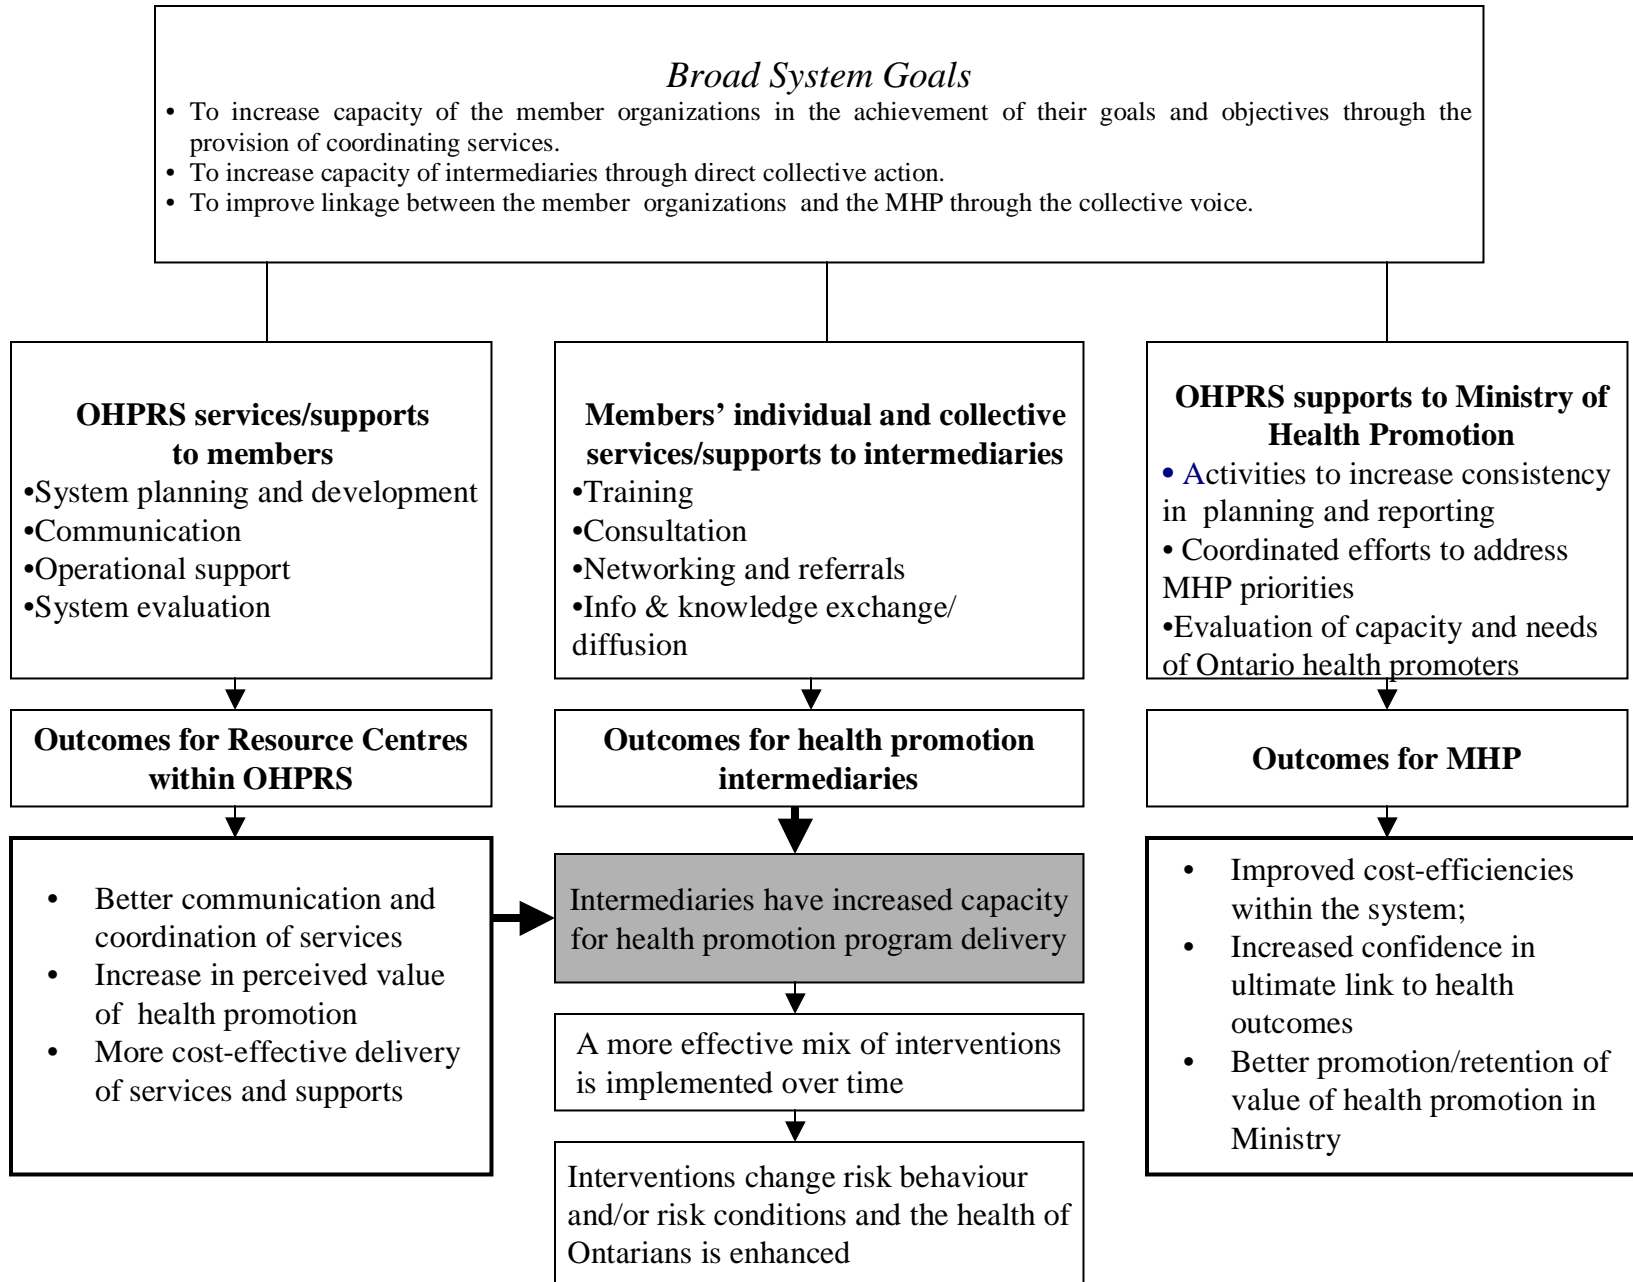 Broad System Goals
• To increase capacity of the member organizations in the achievement of their goals and objectives through the
provision of coordinating services.
• To increase capacity of intermediaries through direct collective action.
• To improve linkage between the member organizations and the MHP through the collective voice.
OHPRS services/supports
to members
•System planning and development
•Communication
•Operational support
•System evaluation
Members’ individual and collective
services/supports to intermediaries
•Training
•Consultation
•Networking and referrals
•Info & knowledge exchange/
diffusion
OHPRS supports to Ministry of
Health Promotion
• Activities to increase consistency
in planning and reporting
• Coordinated efforts to address
MHP priorities
•Evaluation of capacity and needs
of Ontario health promoters
Outcomes for Resource Centres
within OHPRS
Outcomes for health promotion
intermediaries
Outcomes for MHP
• Better communication and
coordination of services
• Increase in perceived value
of health promotion
• More cost-effective delivery
of services and supports
Intermediaries have increased capacity
for health promotion program delivery
A more effective mix of interventions
is implemented over time
Interventions change risk behaviour
and/or risk conditions and the health of
Ontarians is enhanced
• Improved cost-efficiencies
within the system;
• Increased confidence in
ultimate link to health
outcomes
• Better promotion/retention of
value of health promotion in
Ministry